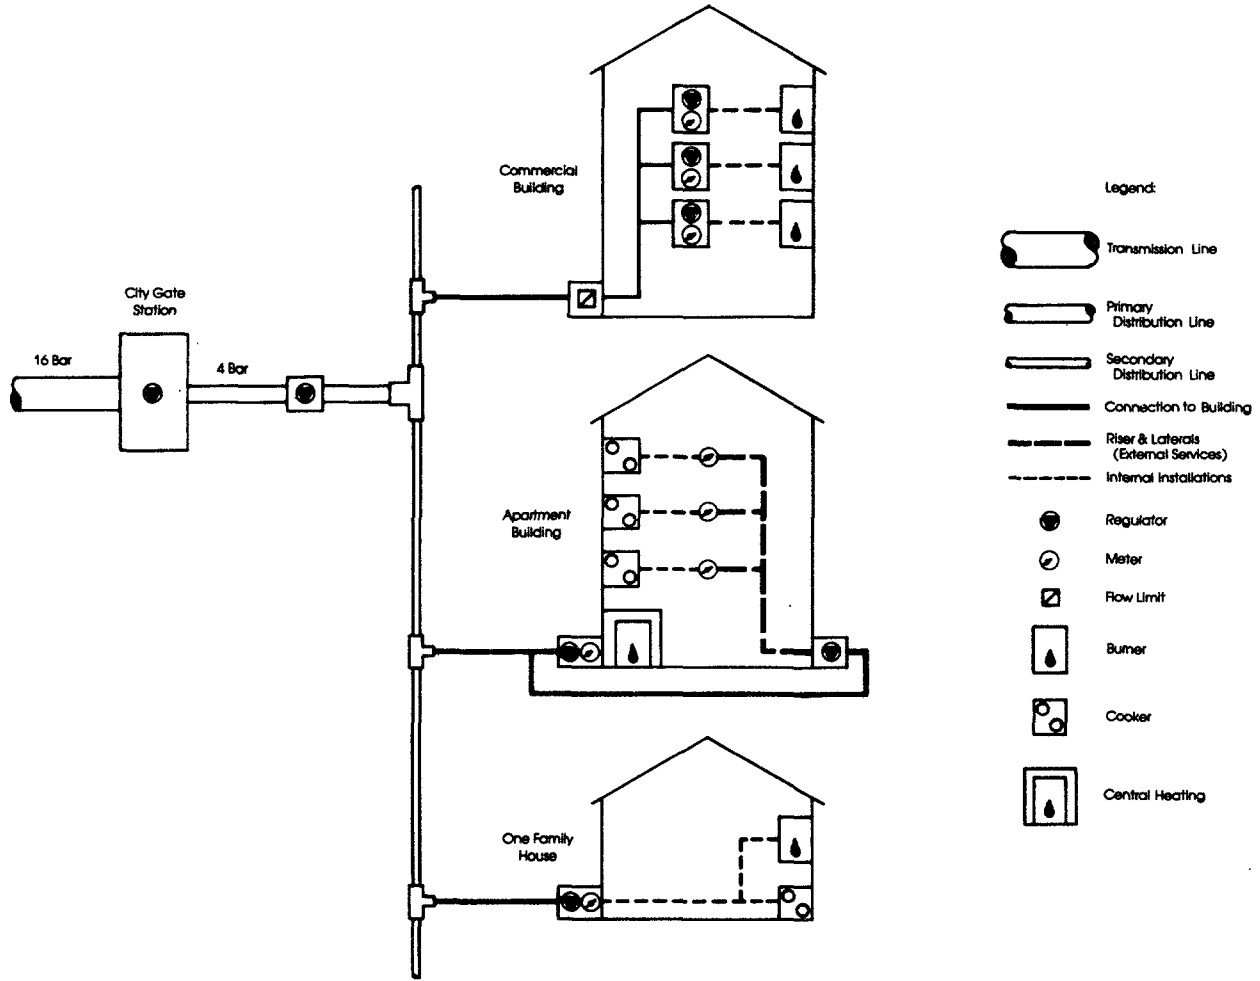 Commercial
Building
City Gate
Station
16 Bar
4 Bar
Apartment
Building
One Family
House
Legend:
Transmission Line
Primary
Distribution Line
Secondary
Distribution Line
Connection to Building
Riser & Laterals
(External Services)
Internal Installations
Regulator
Meter
Flow Limit
Burner
Cooker
Central Heating